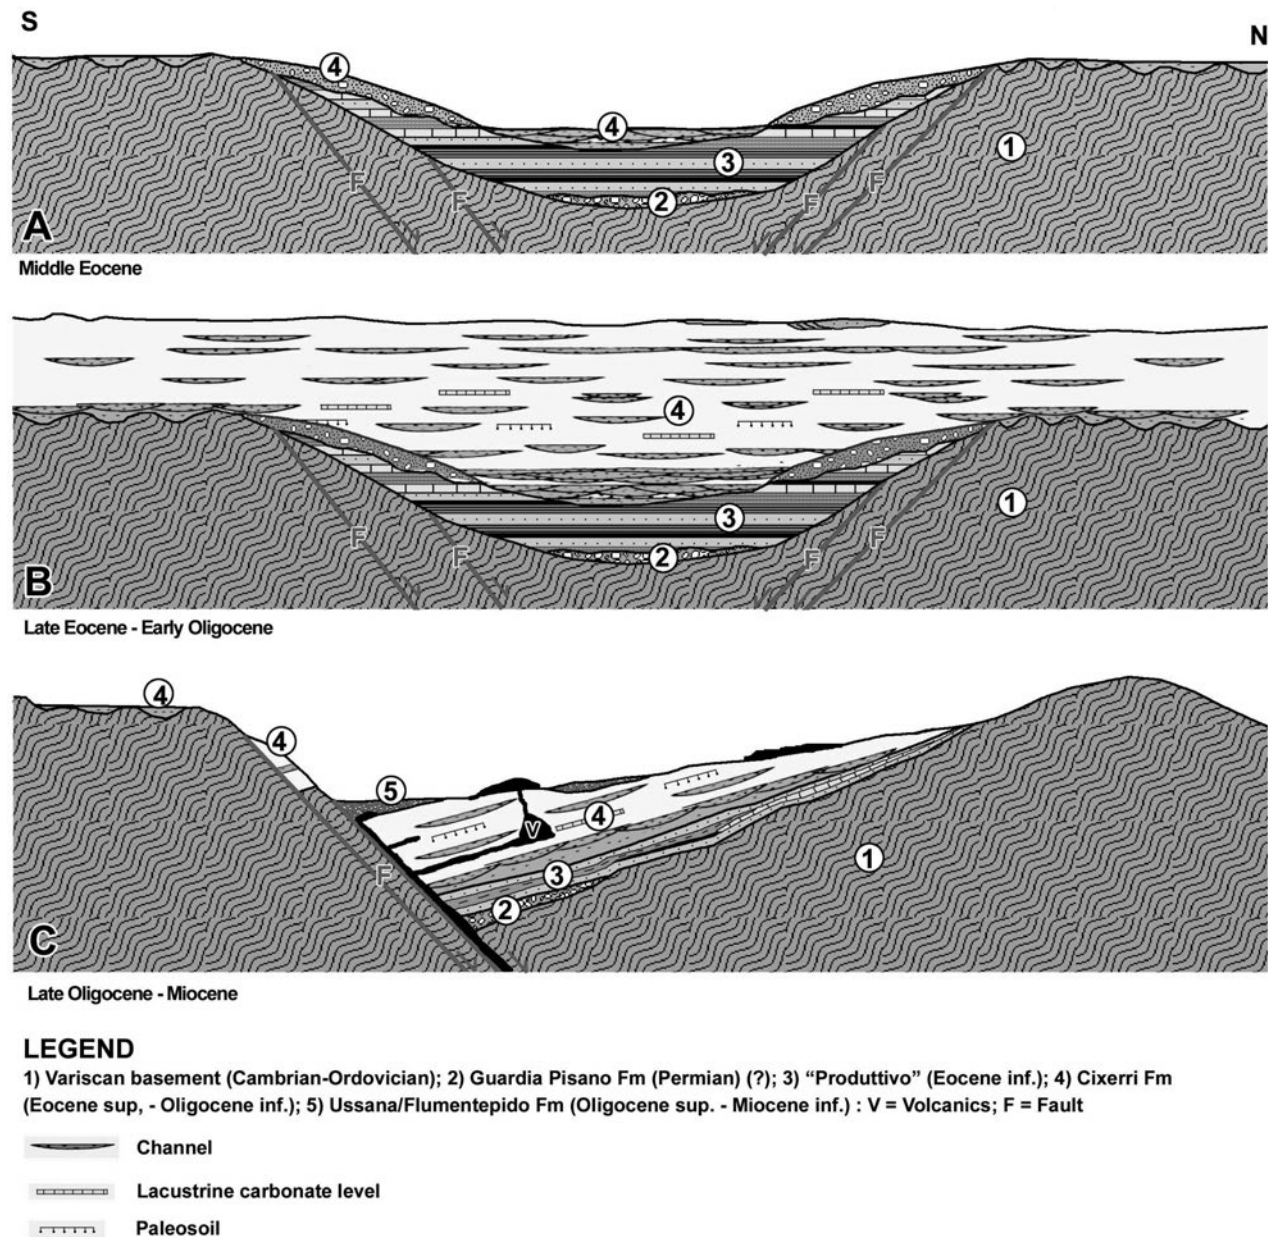 S
N
4
4
3
1
2
F
F
F
F
A
Middle Eocene
4
1
3
2
F
F
F
F
B
Late Eocene - Early Oligocene
4
4
5
4
V
1
F
3
2
C
Late Oligocene - Miocene
LEGEND
1) Variscan basement (Cambrian-Ordovician); 2) Guardia Pisano Fm (Permian) (?); 3) “Produttivo” (Eocene inf.); 4) Cixerri Fm
(Eocene sup, - Oligocene inf.); 5) Ussana/Flumentepido Fm (Oligocene sup. - Miocene inf.) : V = Volcanics; F = Fault
Channel
Lacustrine carbonate level
Paleosoil